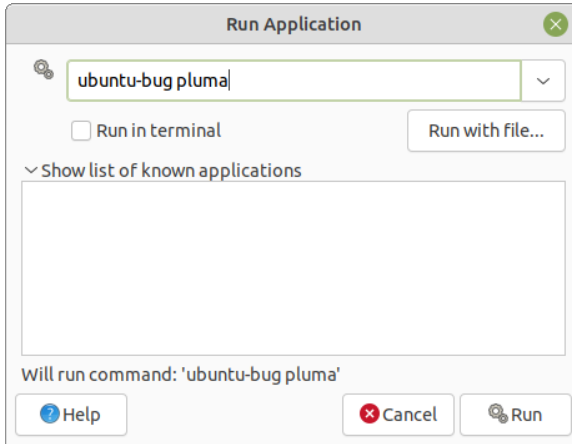 Run Application
ubuntu-bug pluma
Run in terminal
Run with file...
Show list of known applications
Will run command: 'ubuntu-bug pluma'
Help
Cancel
Run